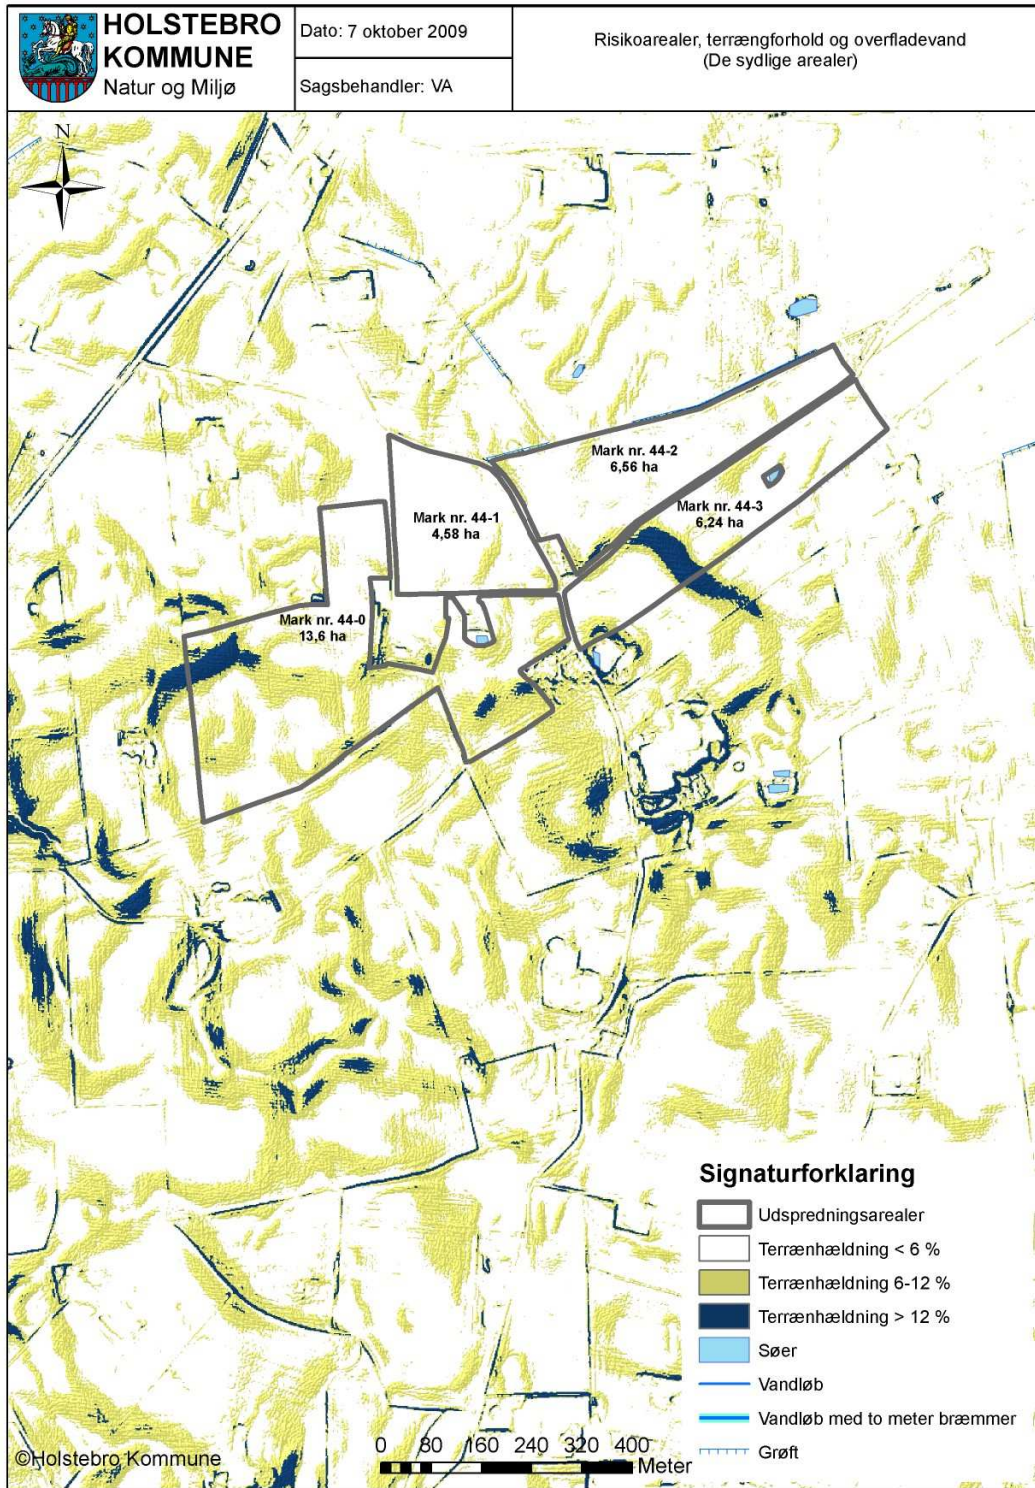 HOLSTEBRO
KOMMUNE
Natur og Miljø
Dato: 7 oktober 2009
Sagsbehandler: VA
Risikoarealer, terrængforhold og overfladevand
(De sydlige arealer)
N
Mark nr. 44-2
6,56 ha
Mark nr. 44-3
6,24 ha
Mark nr. 44-1
4,58 ha
Mark nr. 44-0
13,6 ha
Signaturforklaring
Udspredningsarealer
Terrænhældning < 6 %
Terrænhældning 6-12 %
Terrænhældning > 12 %
Søer
Vandløb
Vandløb med to meter bræmmer
Grøft
0 80 160 240 320 400
Meter
©Holstebro Kommune